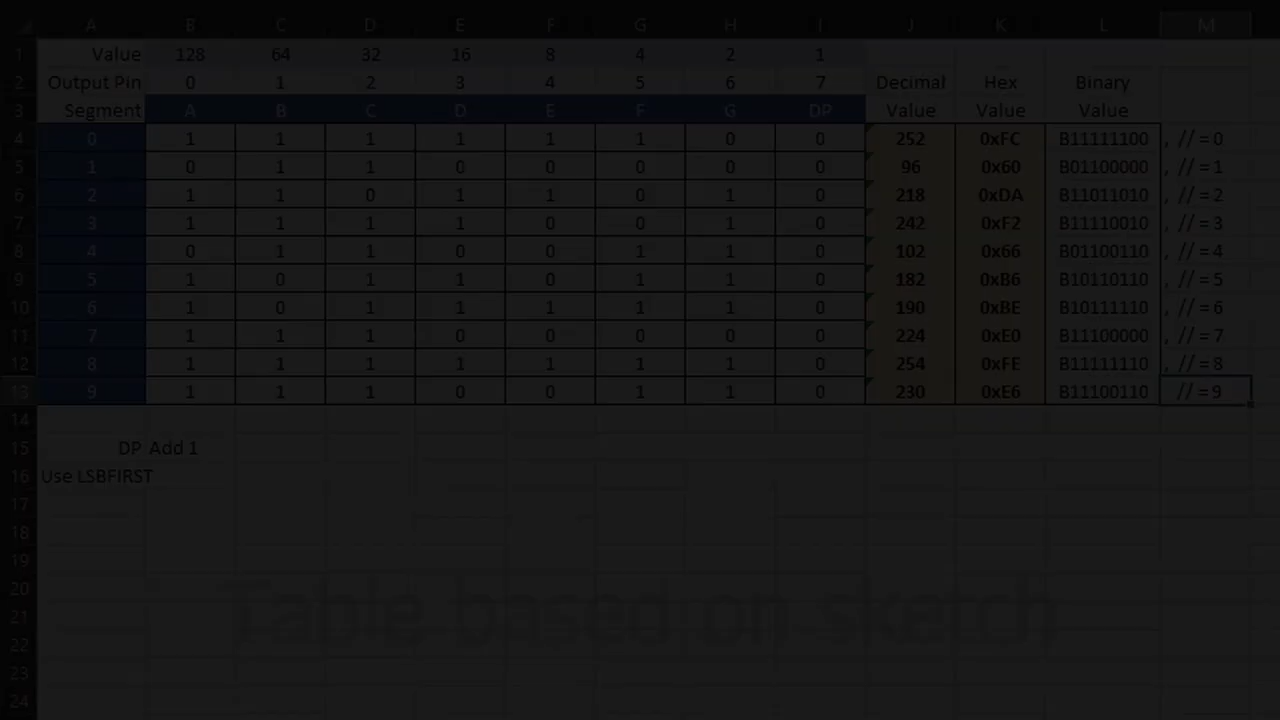 A B C D E F G H I J K L M
1 Value 128 64 32 16 8 4 2 1
2 Output Pin 0 1 2 3 4 5 6 7 Decimal Hex Binary
3 Segment A B C D E F G DP Value Value Value
4 0 1 1 1 1 1 1 0 0 252 0xFC B11111100 , // = 0
5 1 0 1 1 0 0 0 0 0 96 0x60 B01100000 , // = 1
6 2 1 1 0 1 1 0 1 0 218 0xDA B11011010 , // = 2
7 3 1 1 1 1 0 0 1 0 242 0xF2 B11110010 , // = 3
8 4 0 1 1 0 0 1 1 0 102 0x66 B01100110 , // = 4
9 5 1 0 1 1 0 1 1 0 182 0xB6 B10110110 , // = 5
10 6 1 0 1 1 1 1 1 0 190 0xBE B10111110 , // = 6
11 7 1 1 1 0 0 0 0 0 224 0xE0 B11100000 , // = 7
12 8 1 1 1 1 1 1 1 0 254 0xFE B11111110 , // = 8
13 9 1 1 1 0 0 1 1 0 230 0xE6 B11100110 // = 9
14
15 DP Add 1
16 Use LSBFIRST
17
18
19
20
21
22
23
24
Table based on sketch